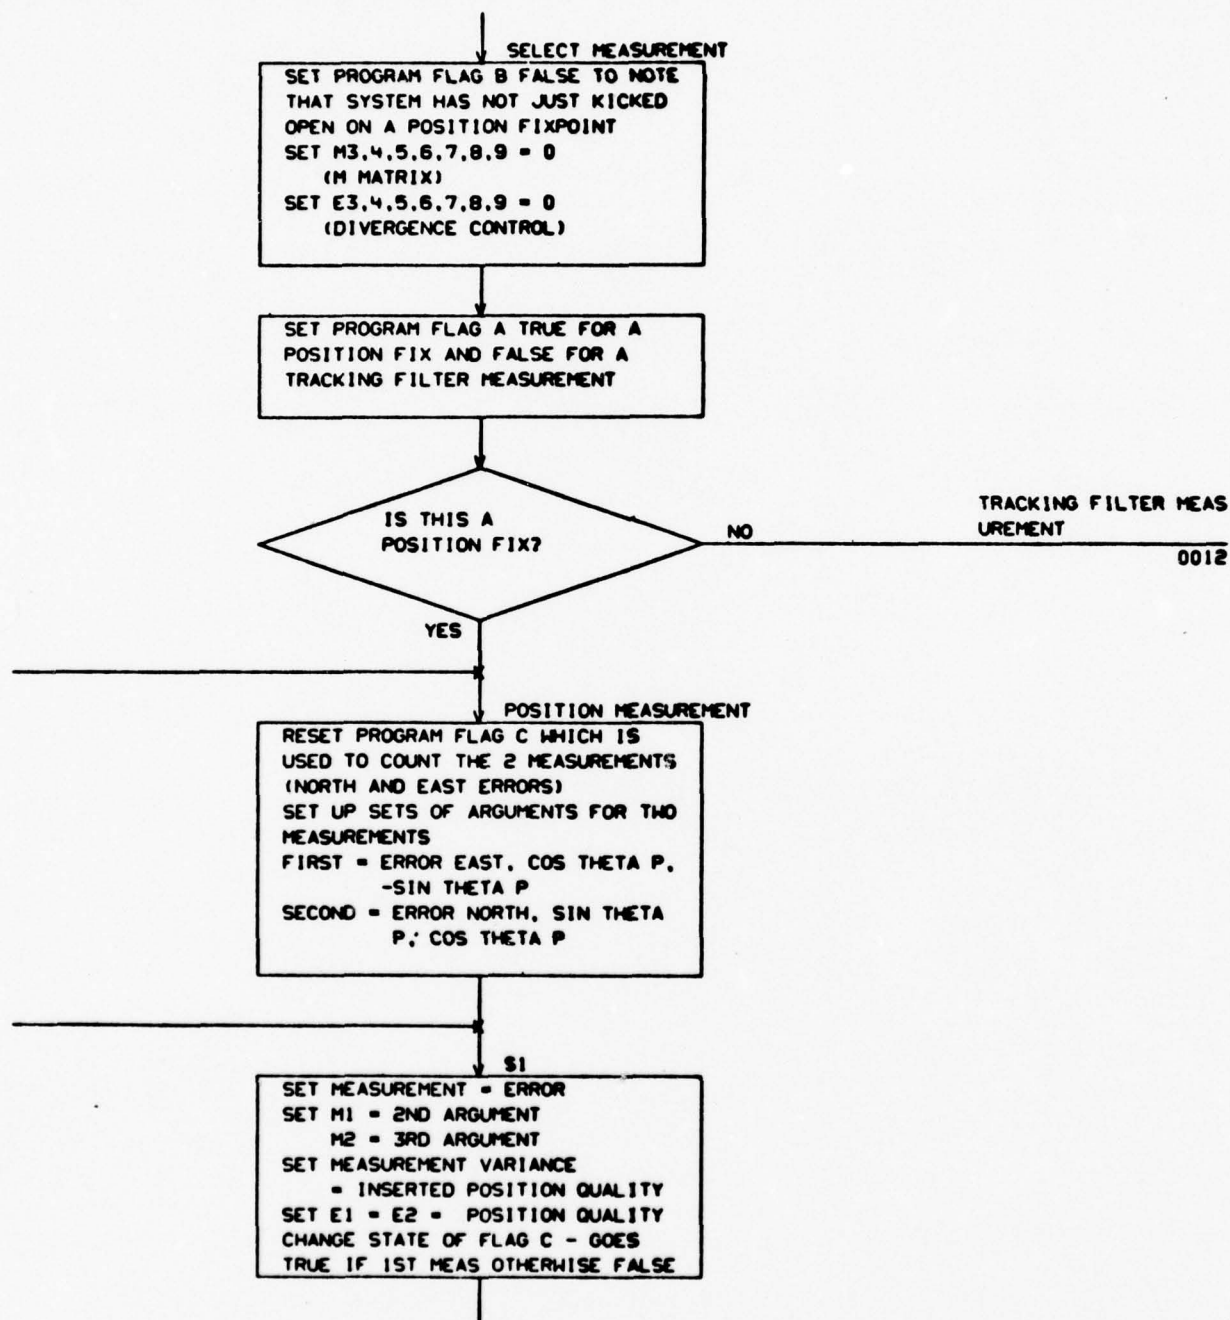 SELECT MEASUREMENT
SET PROGRAM FLAG B FALSE TO NOTE
THAT SYSTEM HAS NOT JUST KICKED
OPEN ON A POSITION FIXPOINT
SET M3,4,5,6,7,8,9 = 0
(M MATRIX)
SET E3,4,5,6,7,8,9 = 0
(DIVERGENCE CONTROL)
SET PROGRAM FLAG A TRUE FOR A
POSITION FIX AND FALSE FOR A
TRACKING FILTER MEASUREMENT
IS THIS A
POSITION FIX?
NO
TRACKING FILTER MEAS
UREMENT
0012
YES
POSITION MEASUREMENT
RESET PROGRAM FLAG C WHICH IS
USED TO COUNT THE 2 MEASUREMENTS
(NORTH AND EAST ERRORS)
SET UP SETS OF ARGUMENTS FOR TWO
MEASUREMENTS
FIRST = ERROR EAST, COS THETA P,
-SIN THETA P
SECOND = ERROR NORTH, SIN THETA
P, COS THETA P
S1
SET MEASUREMENT = ERROR
SET M1 = 2ND ARGUMENT
M2 = 3RD ARGUMENT
SET MEASUREMENT VARIANCE
= INSERTED POSITION QUALITY
SET E1 = E2 = POSITION QUALITY
CHANGE STATE OF FLAG C - GOES
TRUE IF 1ST MEAS OTHERWISE FALSE